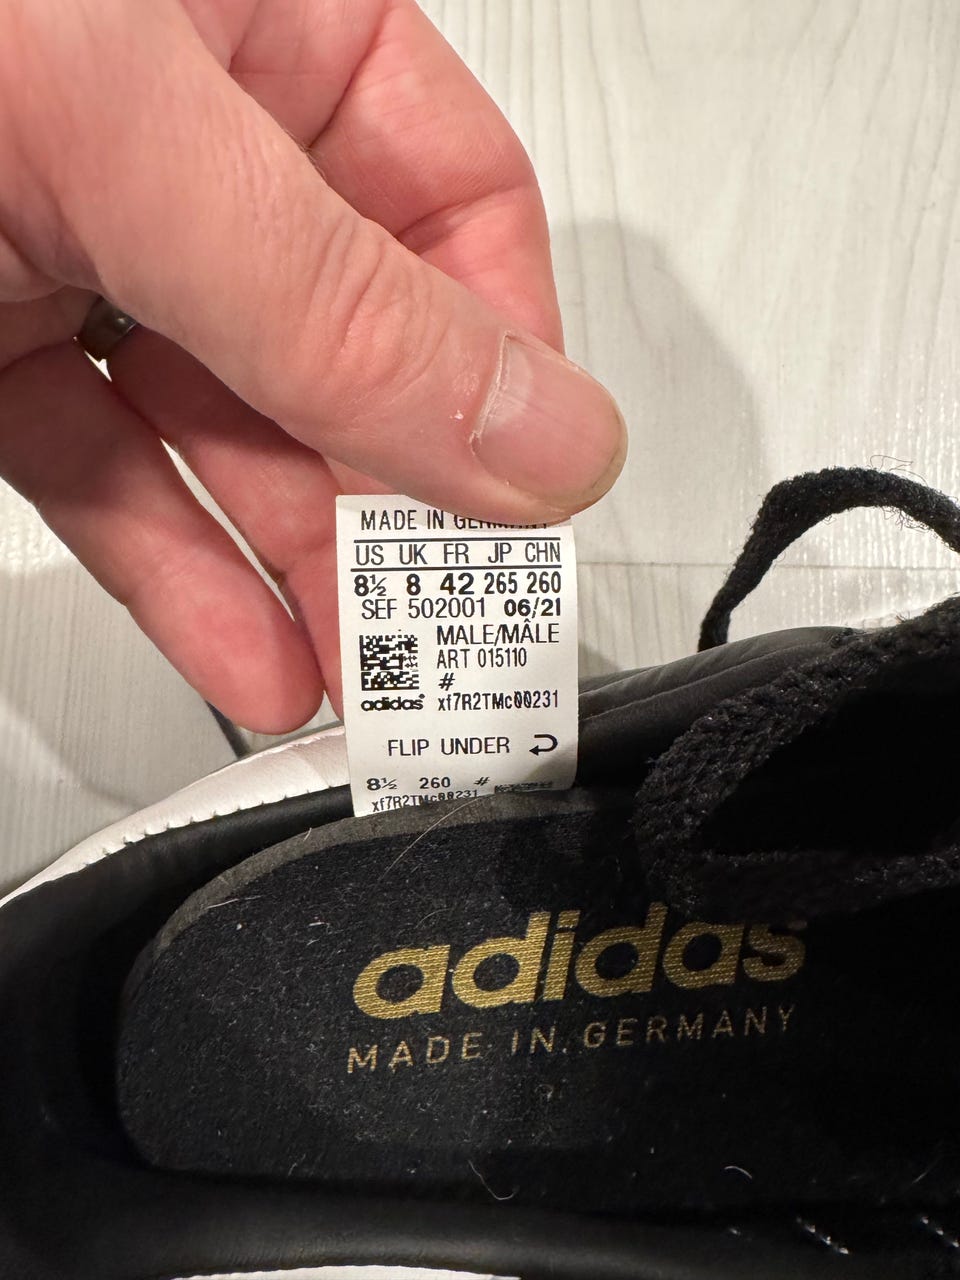 MADE IN GERMANY
US UK FR JP CHN
8½ 8 42 265 260
SEF 502001 06/21
MALE/MÂLE
ART 015110
#
adidas xf7R2TMc00231
FLIP UNDER
8½ 260 #
xf7R2TMc00231
adidas
MADE IN GERMANY